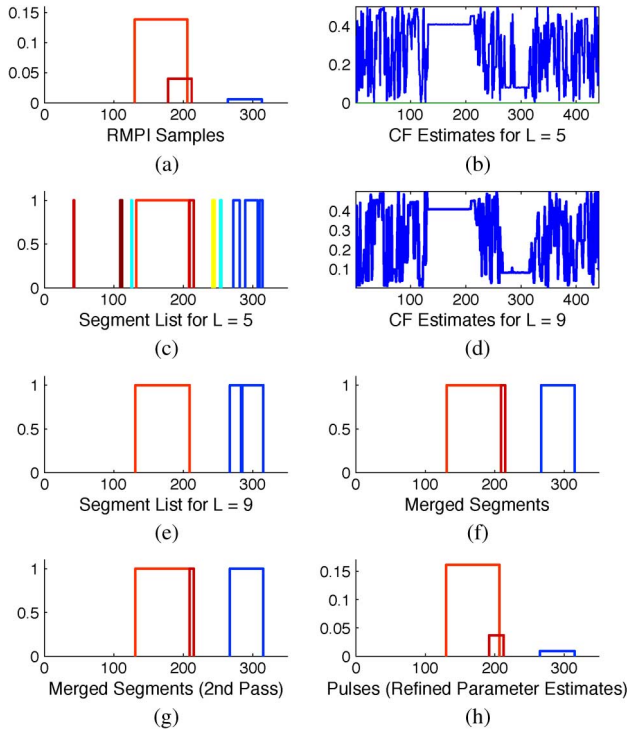 0.15
0.1
0.05
0
0 100 200 300
RMPI Samples
(a)
0.4
0.2
0
100 200 300 400
CF Estimates for L = 5
(b)
1
0.5
0
0 100 200 300
Segment List for L = 5
(c)
0.4
0.3
0.2
0.1
100 200 300 400
CF Estimates for L = 9
(d)
1
0.5
0
0 100 200 300
Segment List for L = 9
(e)
1
0.5
0
0 100 200 300
Merged Segments
(f)
1
0.5
0
0 100 200 300
Merged Segments (2nd Pass)
(g)
0.15
0.1
0.05
0
0 100 200 300
Pulses (Refined Parameter Estimates)
(h)